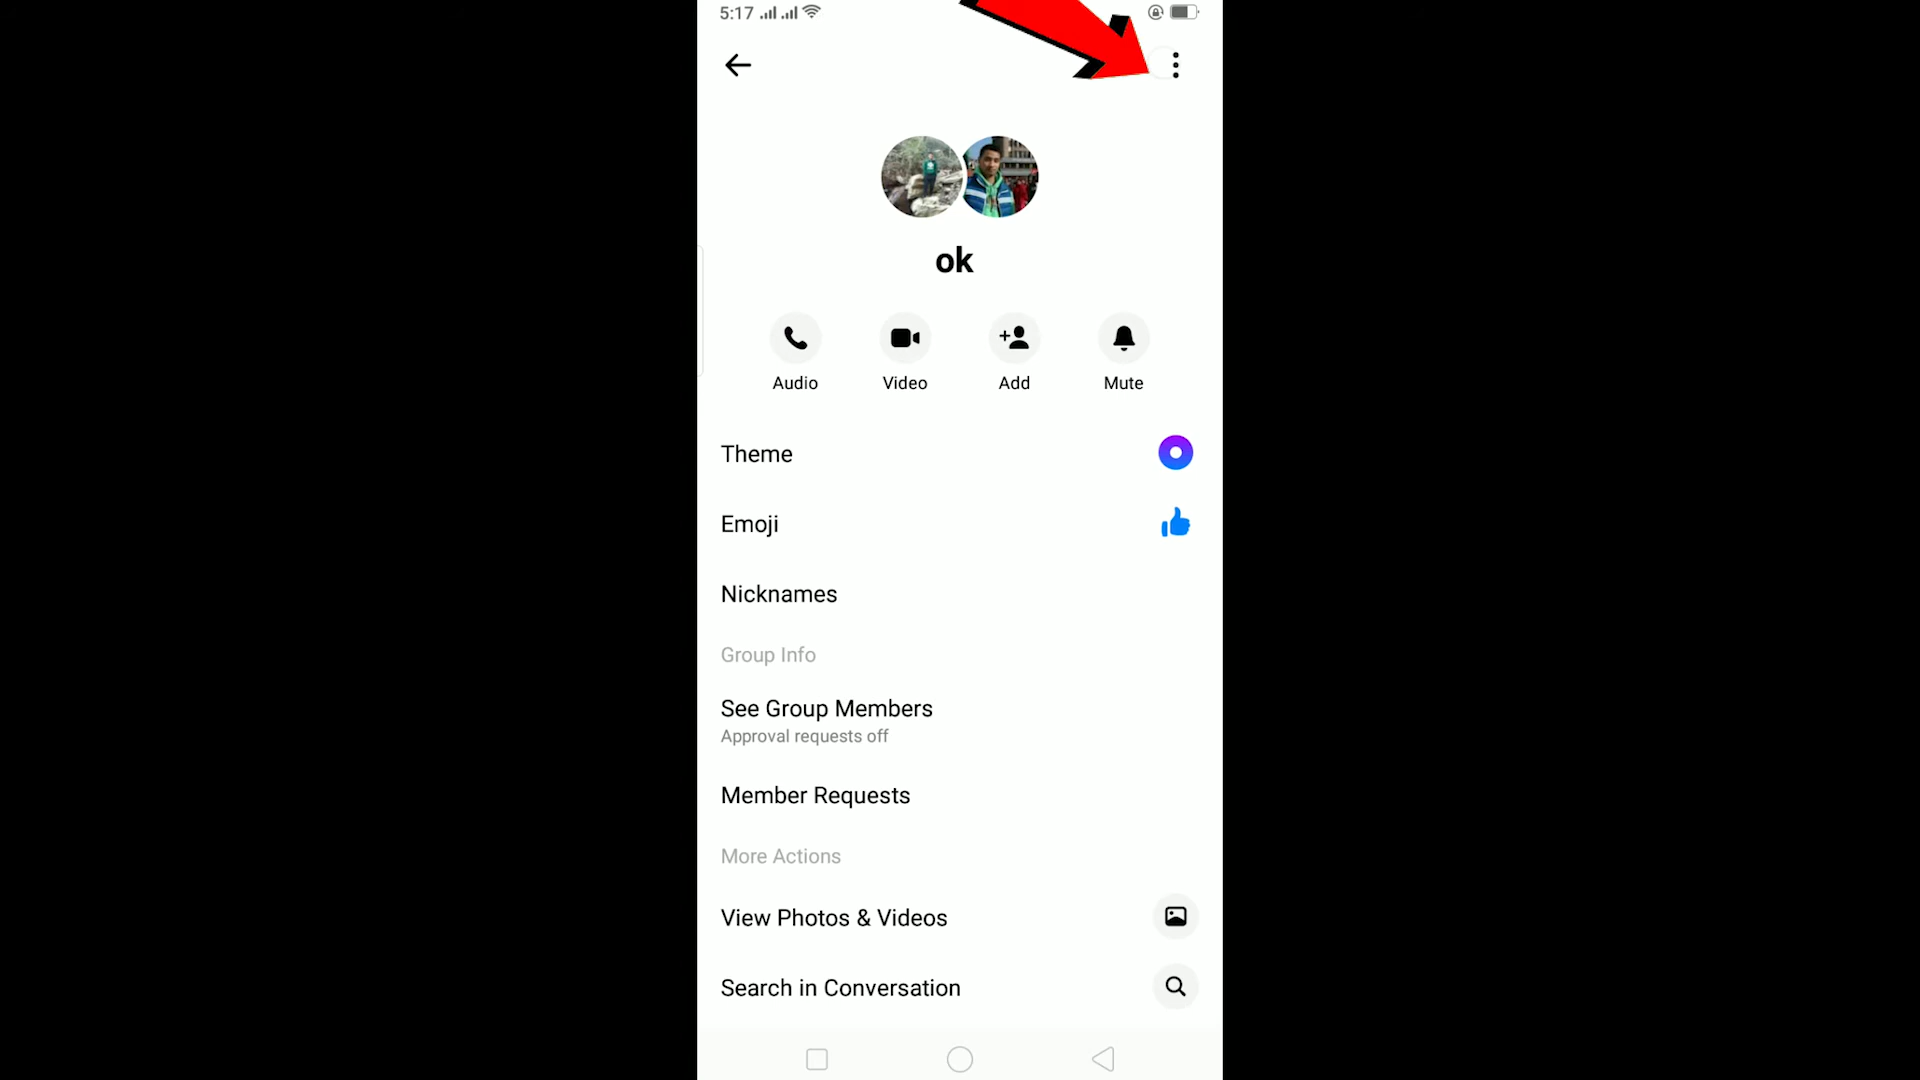 5:17
ok
Audio Video Add Mute
Theme
Emoji
Nicknames
Group Info
See Group Members
Approval requests off
Member Requests
More Actions
View Photos & Videos
Search in Conversation